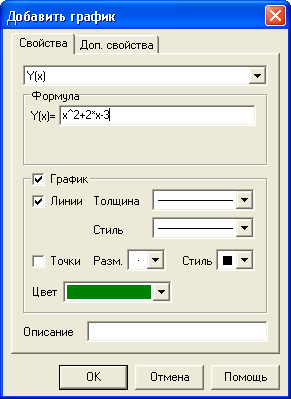 Добавить график
Свойства Доп. свойства
Y(x)
Формула
Y(x)= x^2+2*x-3
График
Линии Толщина
Стиль
Точки Разм. Стиль
Цвет
Описание
OK Отмена Помощь